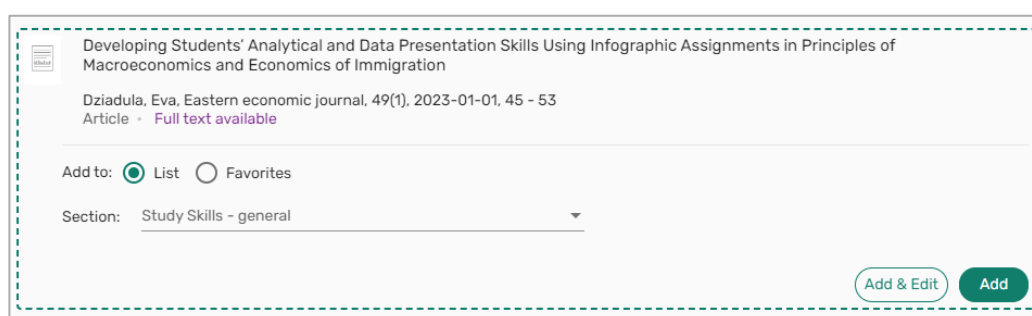 Developing Students' Analytical and Data Presentation Skills Using Infographic Assignments in Principles of
Macroeconomics and Economics of Immigration
Dziadula, Eva, Eastern economic journal, 49(1), 2023-01-01, 45 - 53
Article • Full text available
Add to: List Favorites
Section: Study Skills - general
Add & Edit Add